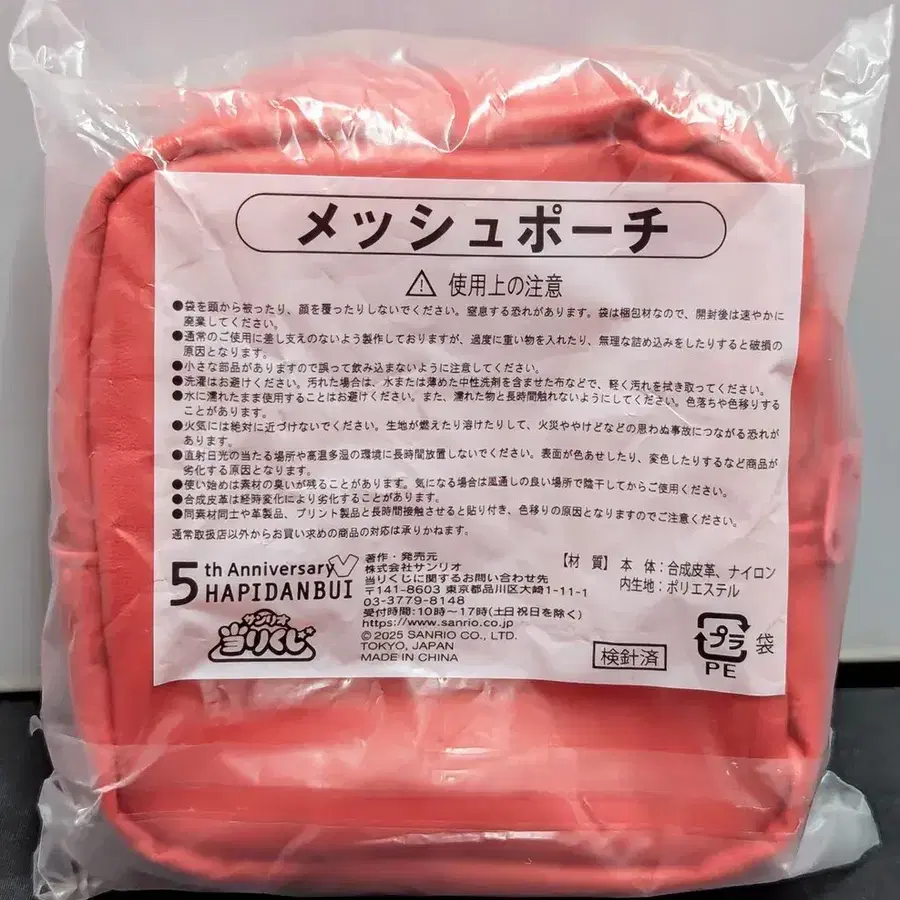 メッシュポーチ
⚠ 使用上の注意
●袋を頭から被ったり、顔を覆ったりしないでください。窒息する恐れがあります。袋は梱包材なので、開封後は速やかに
廃棄してください。
●通常のご使用に差し支えのないよう製作しておりますが、過度に重い物を入れたり、無理な詰め込みをしたりすると破損の
原因となります。
●小さな部品がありますので誤って飲み込まないように注意してください。
●洗濯はお避けください。汚れた場合は、水または薄めた中性洗剤を含ませた布などで、軽く汚れを拭き取ってください。
●水に濡れたまま使用することはお避けください。また、濡れた物と長時間触れないようにしてください。色落ちや色移りする
ことがあります。
●火気には絶対に近づけないでください。生地が燃えたり溶けたりして、火災ややけどなどの思わぬ事故につながる恐れが
あります。
●直射日光の当たる場所や高温多湿の環境に長時間放置しないでください。表面が色あせしたり、変色したりするなど商品が
劣化する原因となります。
●使い始めは素材の臭いが残ることがあります。気になる場合は風通しの良い場所で陰干してからご使用ください。
●合成皮革は経時変化により劣化することがあります。
●同素材同士や革製品、プリント製品と長時間接触させると貼り付き、色移りの原因となりますのでご注意ください。
通常取扱店以外からお買い求めの商品の対応は承りかねます。
5th Anniversary
HAPIDANBUI
サンリオ
当りくじ
著作・発売元
株式会社サンリオ
当りくじに関するお問い合わせ先
〒141-8603 東京都品川区大崎1-11-1
03-3779-8148
受付時間:10時〜17時(土日祝日を除く)
https://www.sanrio.co.jp
© 2025 SANRIO CO., LTD.
TOKYO, JAPAN
MADE IN CHINA
【材 質】 本 体:合成皮革、ナイロン
内生地:ポリエステル
検針済
プラ 袋
PE